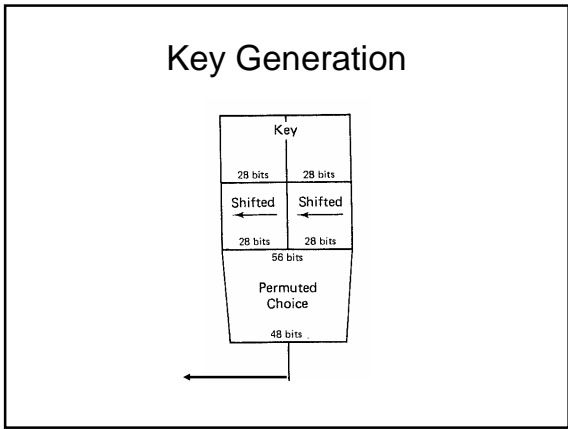 Key Generation
Key
28 bits 28 bits
Shifted Shifted
28 bits 28 bits
56 bits
Permuted
Choice
48 bits